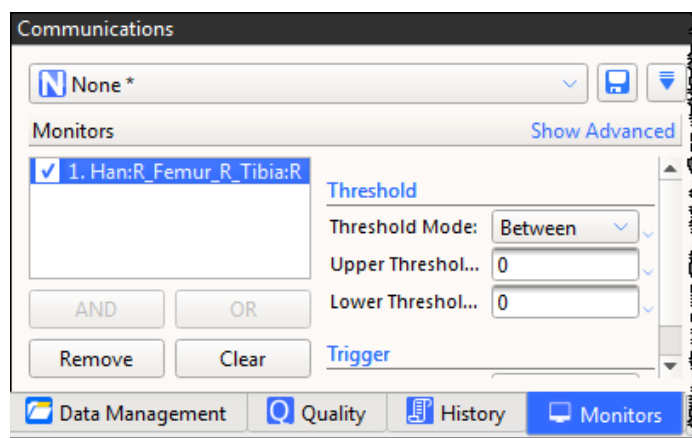 Communications
None *
Monitors Show Advanced
1. Han:R_Femur_R_Tibia:R
Threshold
Threshold Mode: Between
Upper Threshol... 0
Lower Threshol... 0
AND OR
Remove Clear
Trigger
Data Management Quality History Monitors